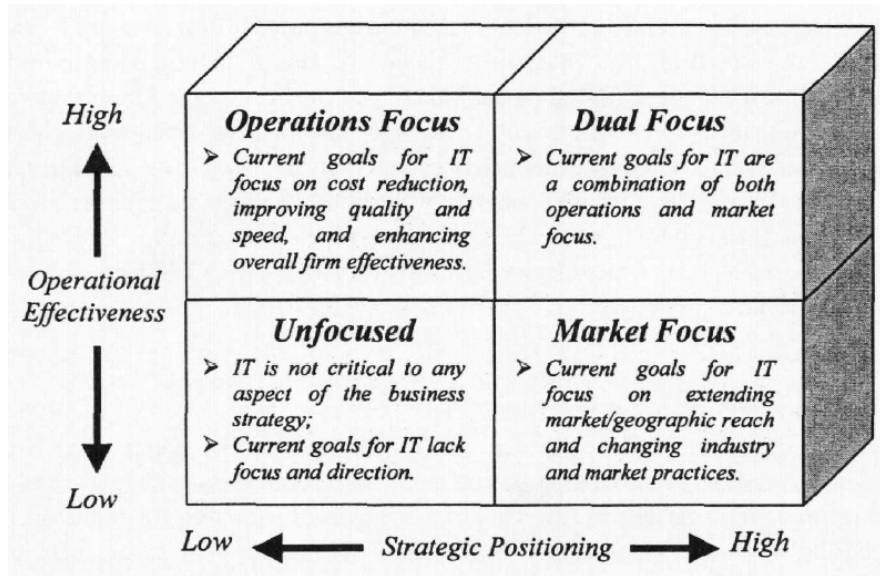 High
Operational
Effectiveness
Low
Operations Focus
➤ Current goals for IT
focus on cost reduction,
improving quality and
speed, and enhancing
overall firm effectiveness.
Dual Focus
➤ Current goals for IT are
a combination of both
operations and market
focus.
Unfocused
➤ IT is not critical to any
aspect of the business
strategy;
➤ Current goals for IT lack
focus and direction.
Market Focus
➤ Current goals for IT
focus on extending
market/geographic reach
and changing industry
and market practices.
Low Strategic Positioning High